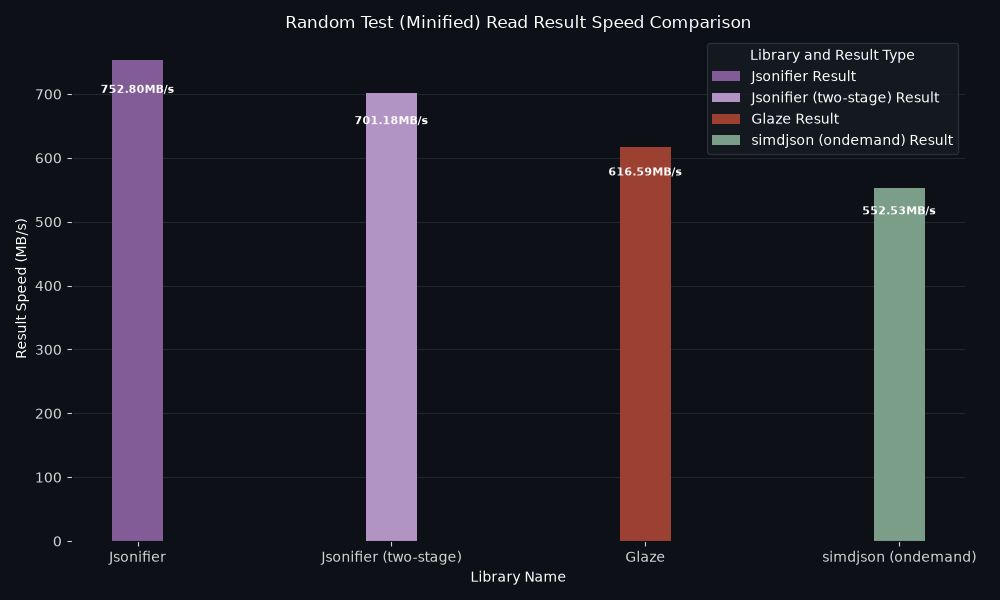 Random Test (Minified) Read Result Speed Comparison
Library and Result Type
Jsonifier Result
Jsonifier (two-stage) Result
Glaze Result
simdjson (ondemand) Result
752.80MB/s
701.18MB/s
616.59MB/s
552.53MB/s
Result Speed (MB/s)
700
600
500
400
300
200
100
0
Jsonifier
Jsonifier (two-stage)
Glaze
simdjson (ondemand)
Library Name